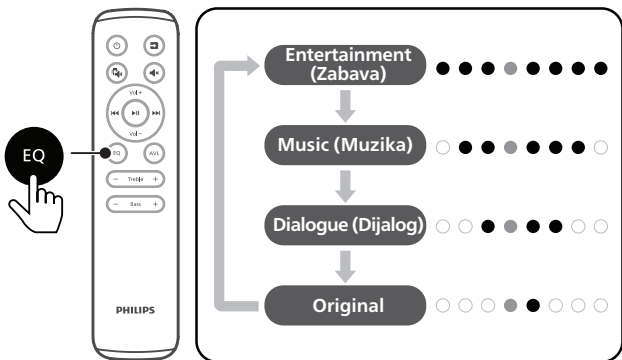 Vol+
Vol−
EQ
AVL
− Treble +
− Bass +
PHILIPS
EQ
Entertainment
(Zabava)
Music (Muzika)
Dialogue (Dijalog)
Original